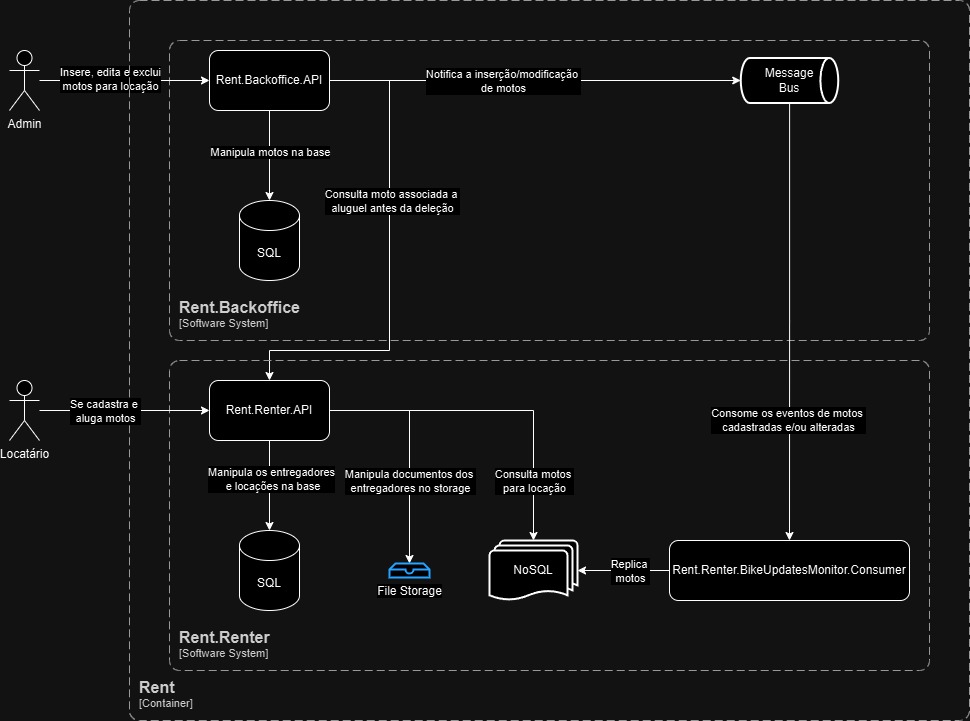 Insere, edita e exclui
motos para locação
Admin
Rent.Backoffice.API
Notifica a inserção/modificação
de motos
Message
Bus
Manipula motos na base
Consulta moto associada a
aluguel antes da deleção
SQL
Rent.Backoffice
[Software System]
Se cadastra e
aluga motos
Locatário
Rent.Renter.API
Consome os eventos de motos
cadastradas e/ou alteradas
Manipula os entregadores
e locações na base
Manipula documentos dos
entregadores no storage
Consulta motos
para locação
SQL
File Storage
NoSQL
Replica
motos
Rent.Renter.BikeUpdatesMonitor.Consumer
Rent.Renter
[Software System]
Rent
[Container]